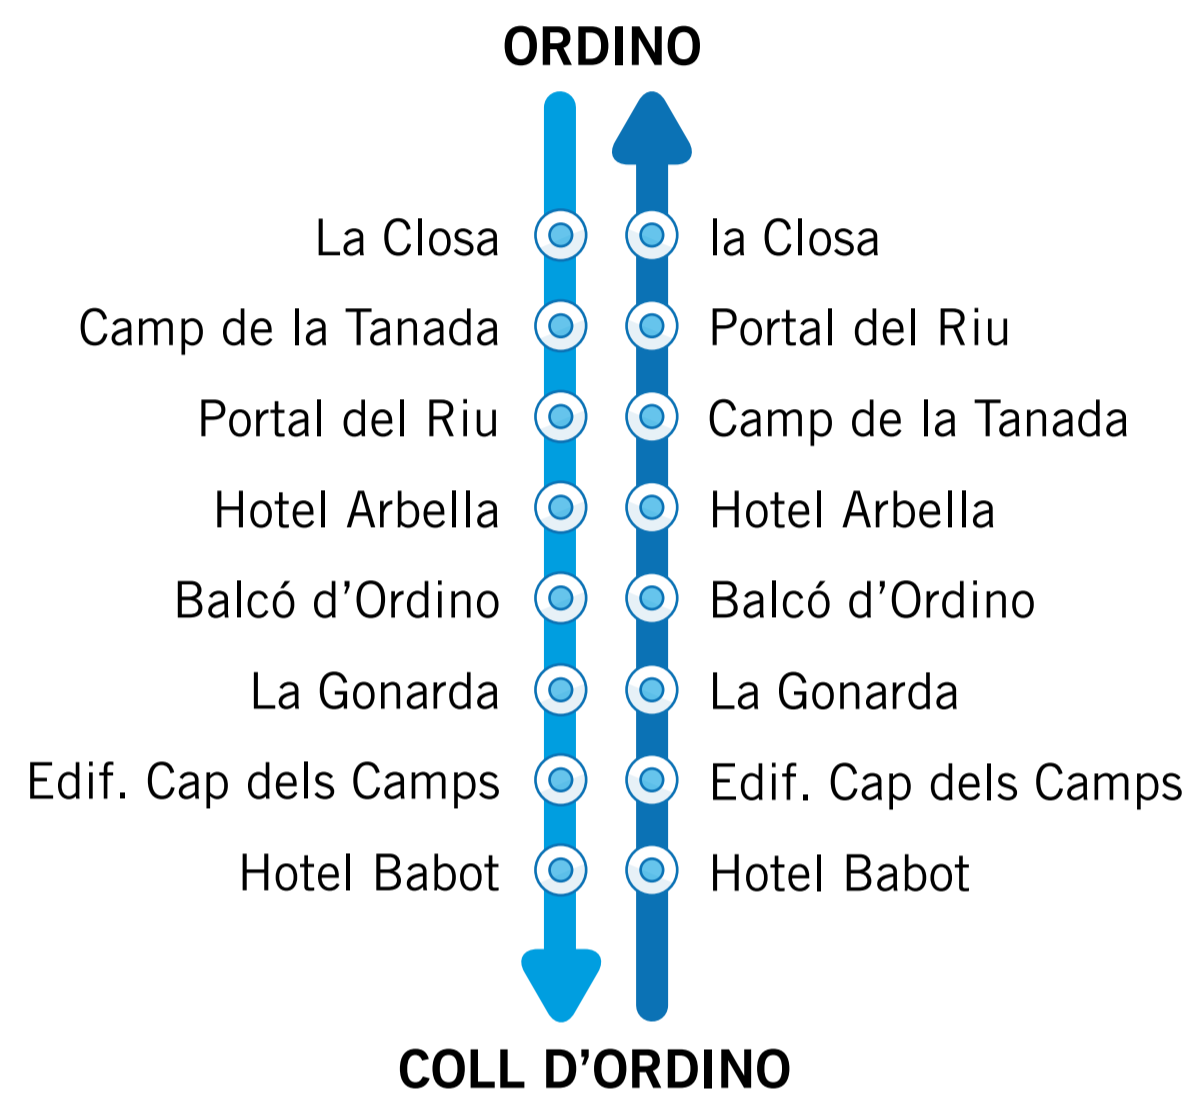 ORDINO
La Closa
la Closa
Camp de la Tanada
Portal del Riu
Portal del Riu
Camp de la Tanada
Hotel Arbella
Hotel Arbella
Balcó d’Ordino
Balcó d’Ordino
La Gonarda
La Gonarda
Edif. Cap dels Camps
Edif. Cap dels Camps
Hotel Babot
Hotel Babot
COLL D’ORDINO